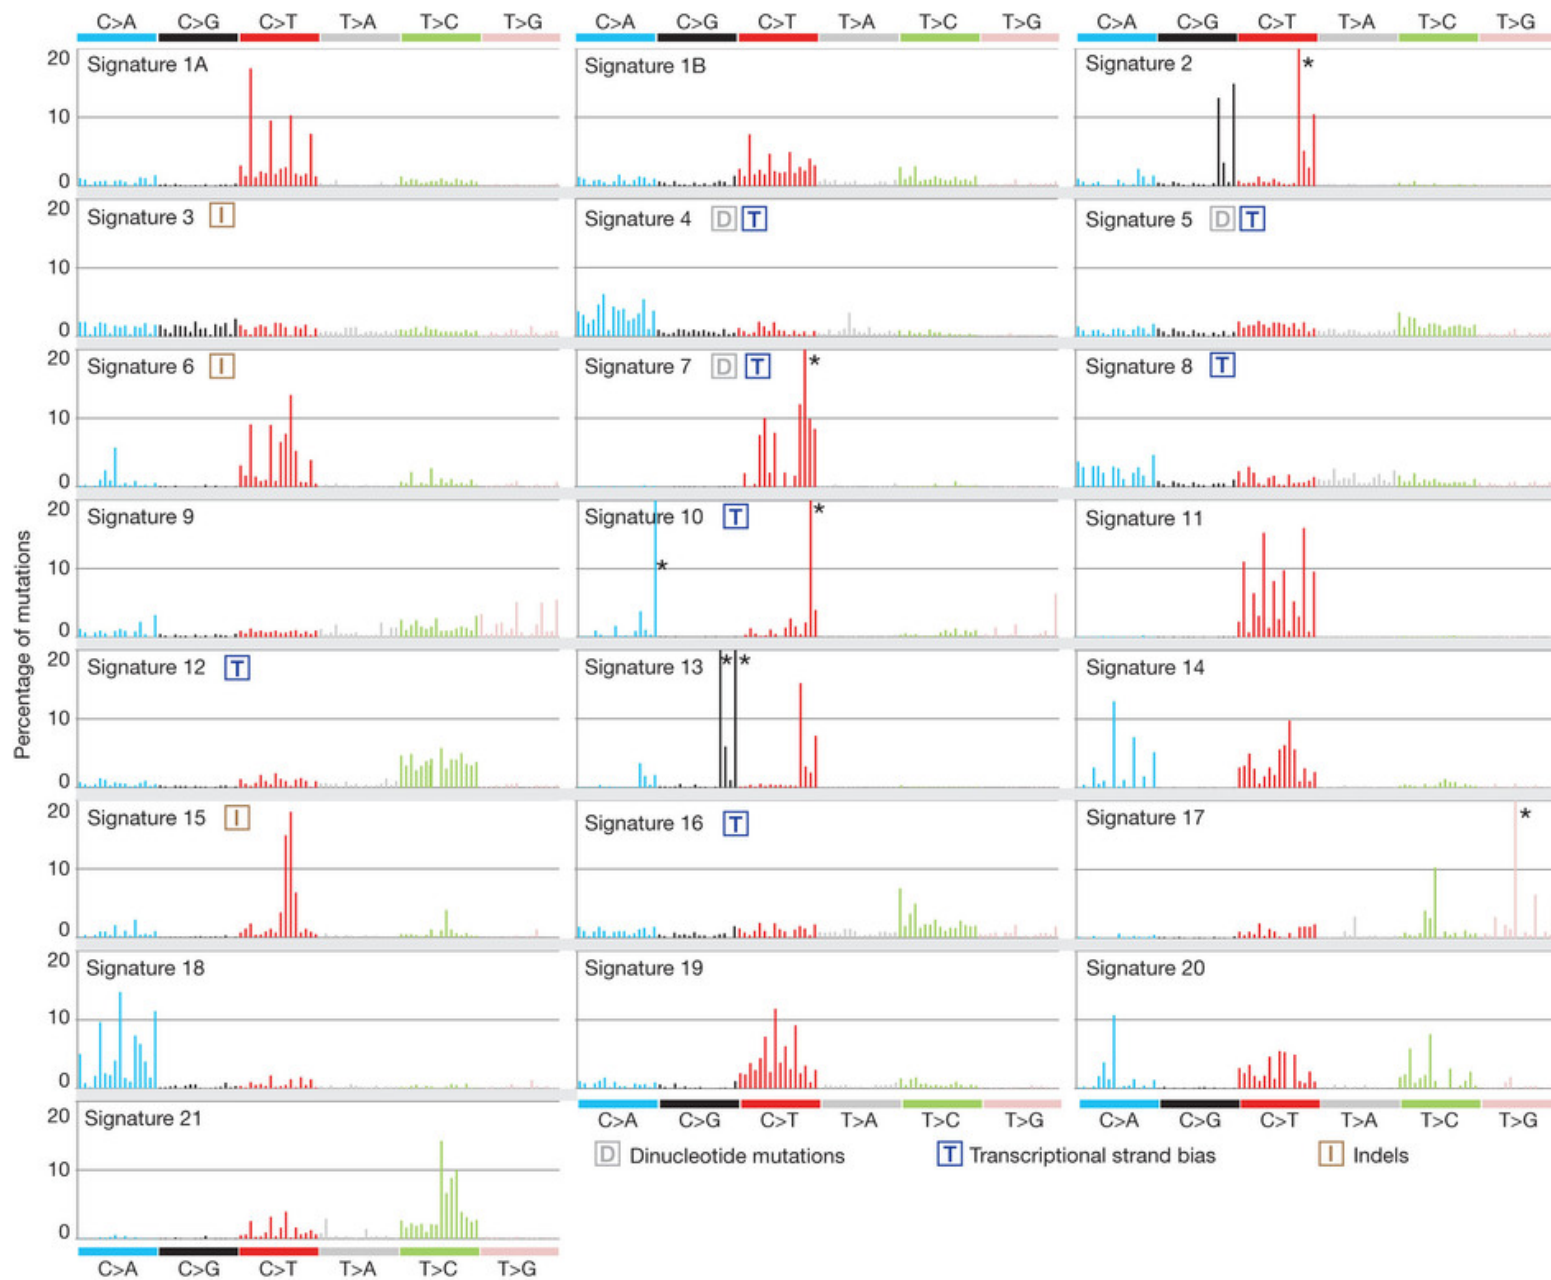 C>A C>G C>T T>A T>C T>G C>A C>G C>T T>A T>C T>G C>A C>G C>T T>A T>C T>G
20 Signature 1A Signature 1B Signature 2 *
10
0
20 Signature 3 I Signature 4 D T Signature 5 D T
10
0
20 Signature 6 I Signature 7 D T * Signature 8 T
10
0
20 Signature 9 Signature 10 T * Signature 11
10 *
0
Percentage of mutations
20 Signature 12 T Signature 13 * * Signature 14
10
0
20 Signature 15 I Signature 16 T Signature 17 *
10
0
20 Signature 18 Signature 19 Signature 20
10
0
C>A C>G C>T T>A T>C T>G C>A C>G C>T T>A T>C T>G
20 Signature 21
D Dinucleotide mutations T Transcriptional strand bias I Indels
10
0
C>A C>G C>T T>A T>C T>G